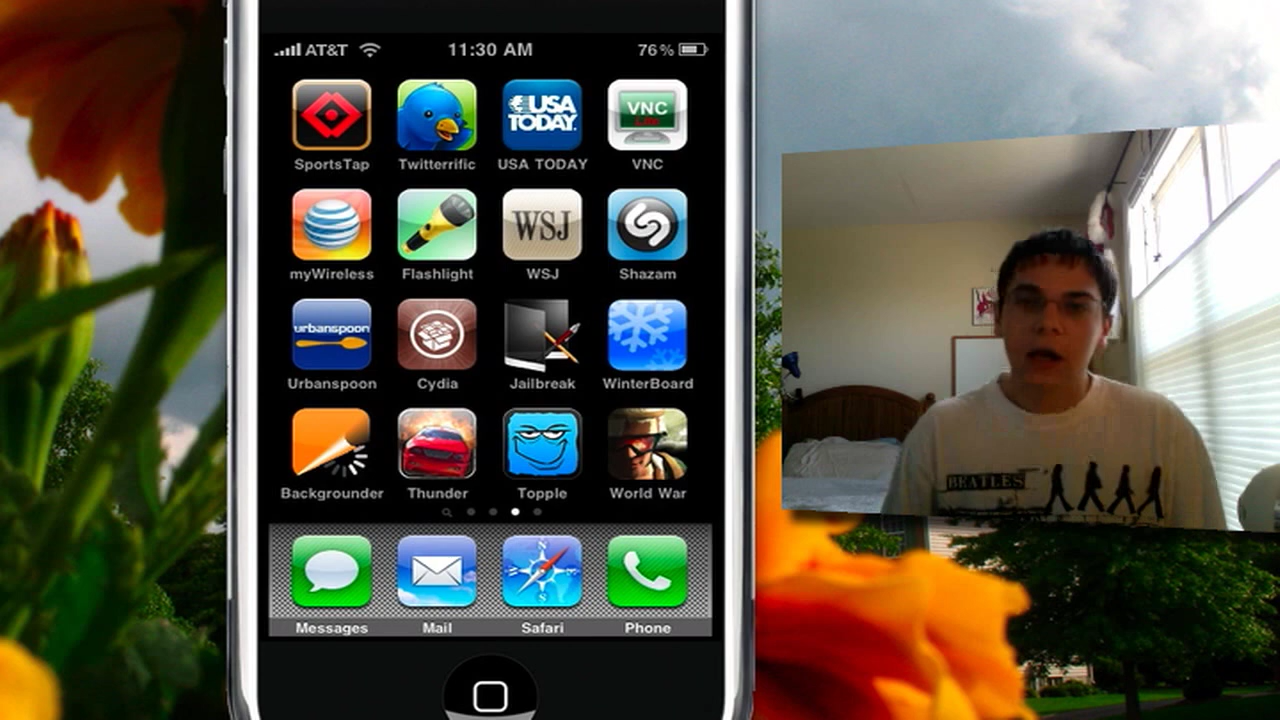 AT&T 11:30 AM 76%
USA TODAY.
VNC
Lite
SportsTap Twitterrific USA TODAY VNC
WSJ
myWireless Flashlight WSJ Shazam
urbanspoon
Urbanspoon Cydia Jailbreak WinterBoard
Backgrounder Thunder Topple World War
Messages Mail Safari Phone
BEATLES